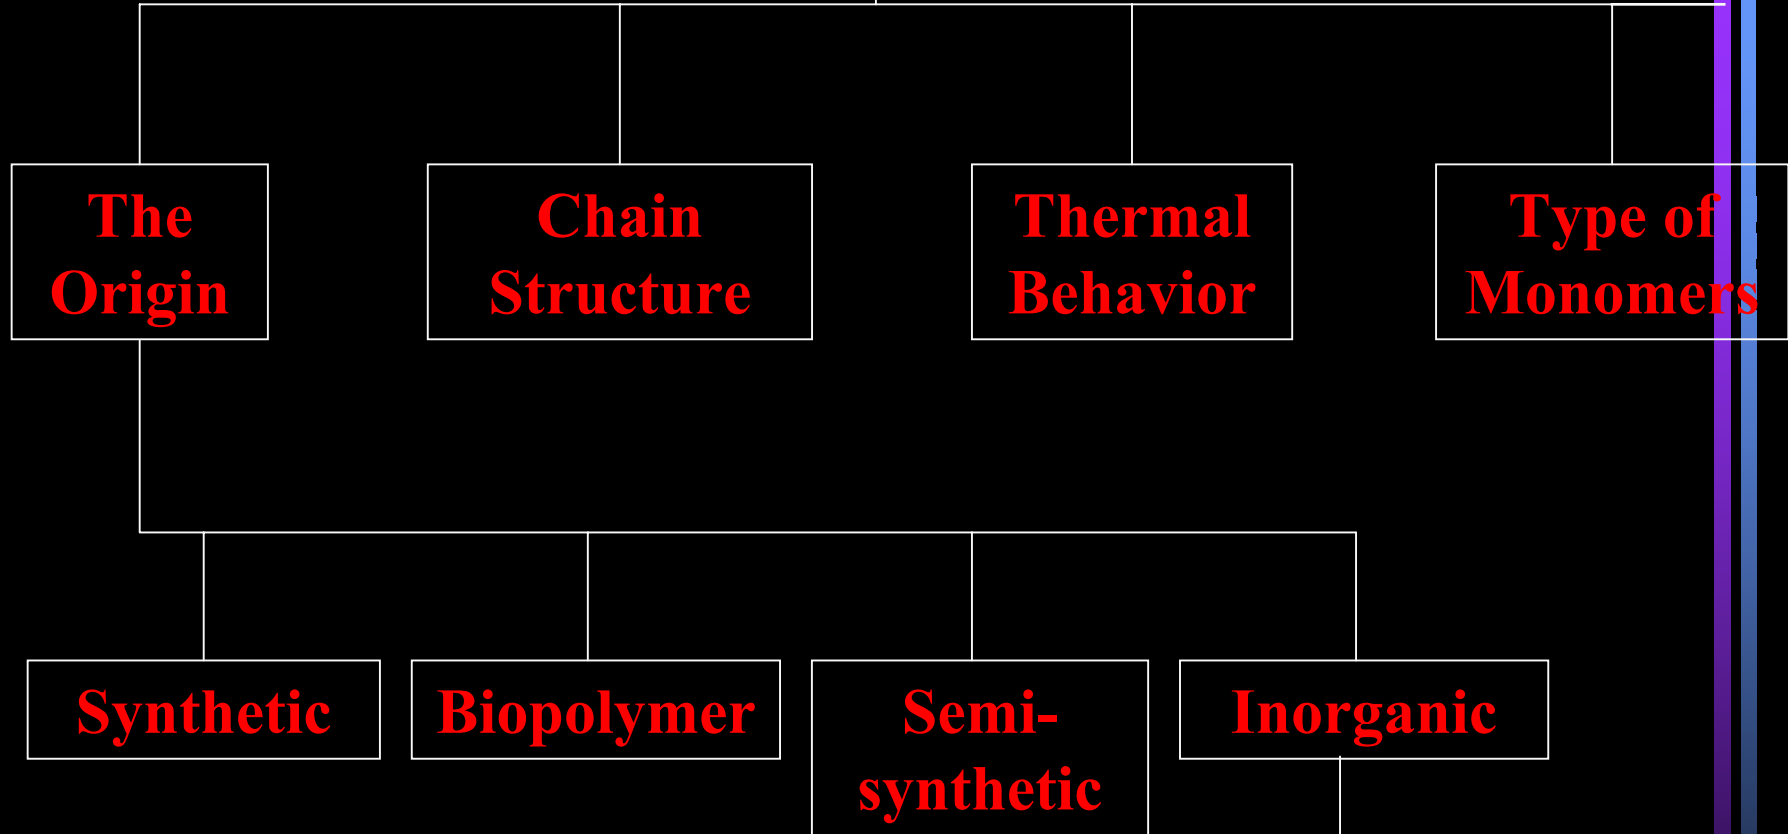 The
Origin
Chain
Structure
Thermal
Behavior
Type of
Monomers
Synthetic
Biopolymer
Semi-
synthetic
Inorganic